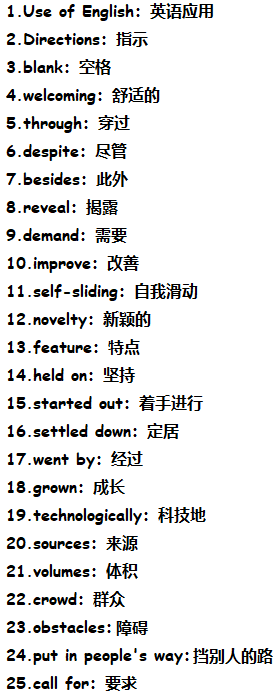 1.Use of English: 英语应用
2.Directions: 指示
3.blank: 空格
4.welcoming: 舒适的
5.through: 穿过
6.despite: 尽管
7.besides: 此外
8.reveal: 揭露
9.demand: 需要
10.improve: 改善
11.self-sliding: 自我滑动
12.novelty: 新颖的
13.feature: 特点
14.held on: 坚持
15.started out: 着手进行
16.settled down: 定居
17.went by: 经过
18.grown: 成长
19.technologically: 科技地
20.sources: 来源
21.volumes: 体积
22.crowd: 群众
23.obstacles: 障碍
24.put in people's way: 挡别人的路
25.call for: 要求